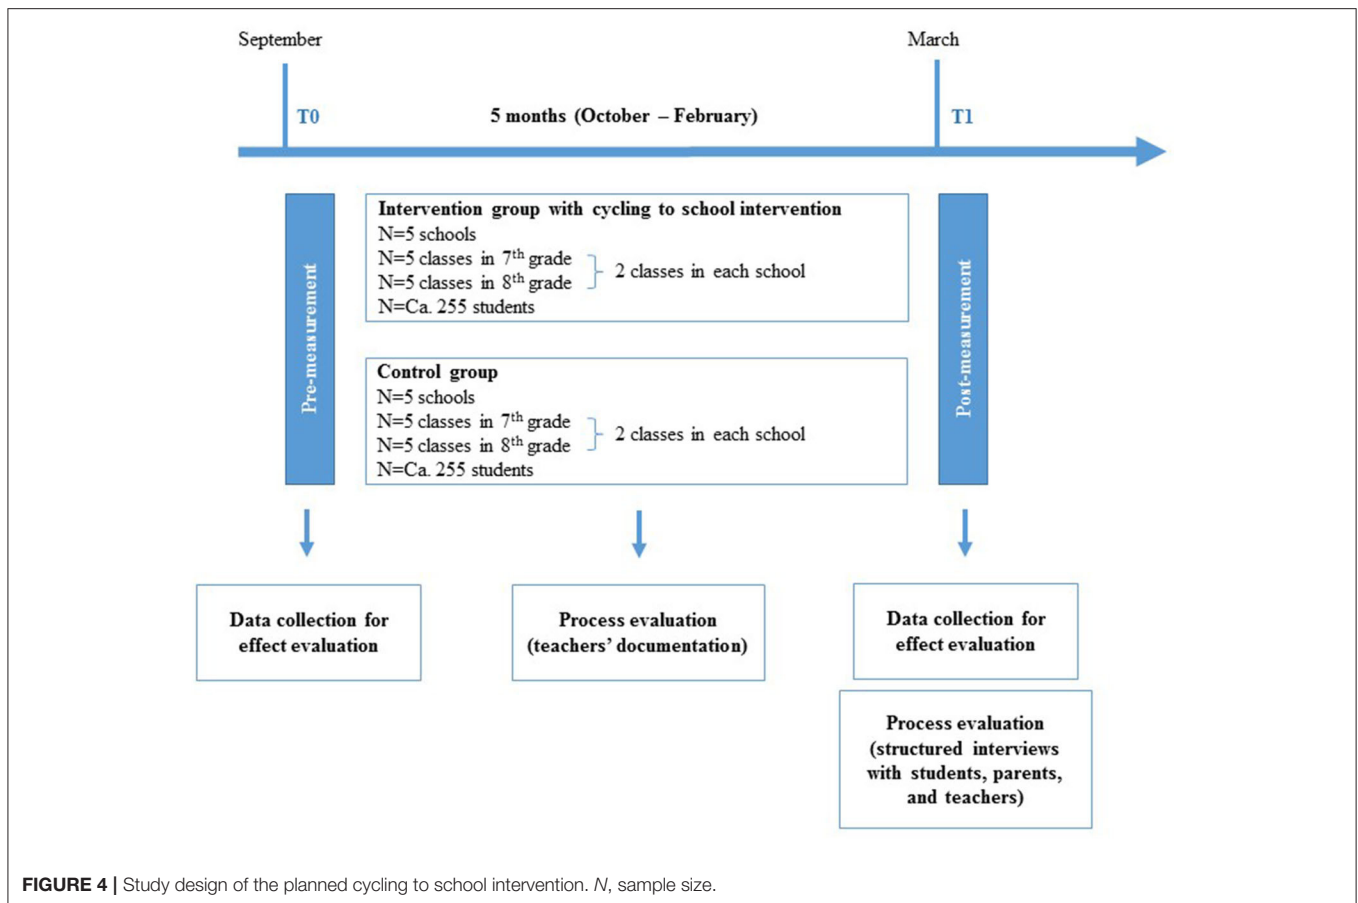 September
March
T0
5 months (October – February)
T1
Pre-measurement
Intervention group with cycling to school intervention
N=5 schools
N=5 classes in 7th grade
N=5 classes in 8th grade
2 classes in each school
N=Ca. 255 students
Control group
N=5 schools
N=5 classes in 7th grade
N=5 classes in 8th grade
2 classes in each school
N=Ca. 255 students
Post-measurement
Data collection for
effect evaluation
Process evaluation
(teachers’ documentation)
Data collection for
effect evaluation
Process evaluation
(structured interviews
with students, parents,
and teachers)
FIGURE 4 | Study design of the planned cycling to school intervention. N, sample size.